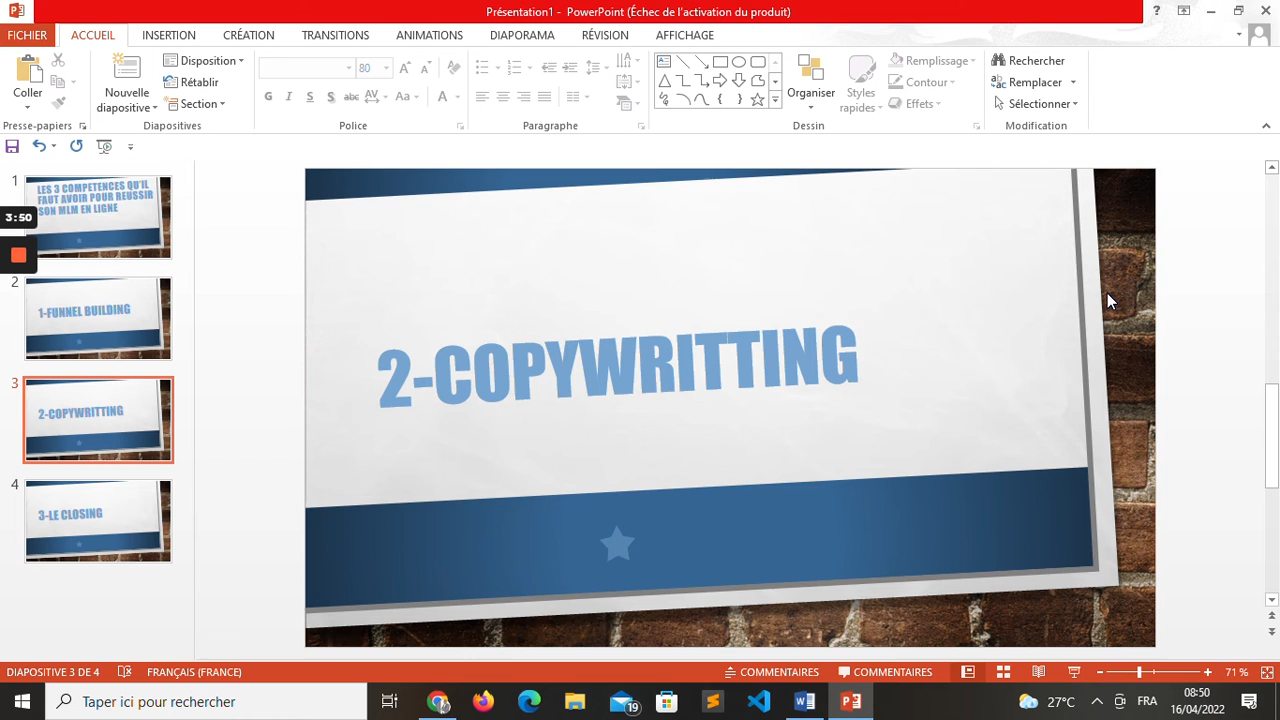 Présentation1 - PowerPoint (Échec de l'activation du produit)
FICHIER ACCUEIL INSERTION CRÉATION TRANSITIONS ANIMATIONS DIAPORAMA RÉVISION AFFICHAGE
Coller
Nouvelle diapositive
Disposition
Rétablir
Section
80
G I S S abc AV Aa A
Organiser
Styles rapides
Remplissage
Contour
Effets
Rechercher
Remplacer
Sélectionner
Presse-papiers Diapositives Police Paragraphe Dessin Modification
1
LES 3 COMPETENCES QU'IL
FAUT AVOIR POUR REUSSIR
SON MLM EN LIGNE
3:50
2
1-FUNNEL BUILDING
3
2-COPYWRITTING
4
3-LE CLOSING
2-COPYWRITTING
DIAPOSITIVE 3 DE 4 FRANÇAIS (FRANCE) COMMENTAIRES COMMENTAIRES 71 %
Taper ici pour rechercher
19
27°C FRA
08:50
16/04/2022